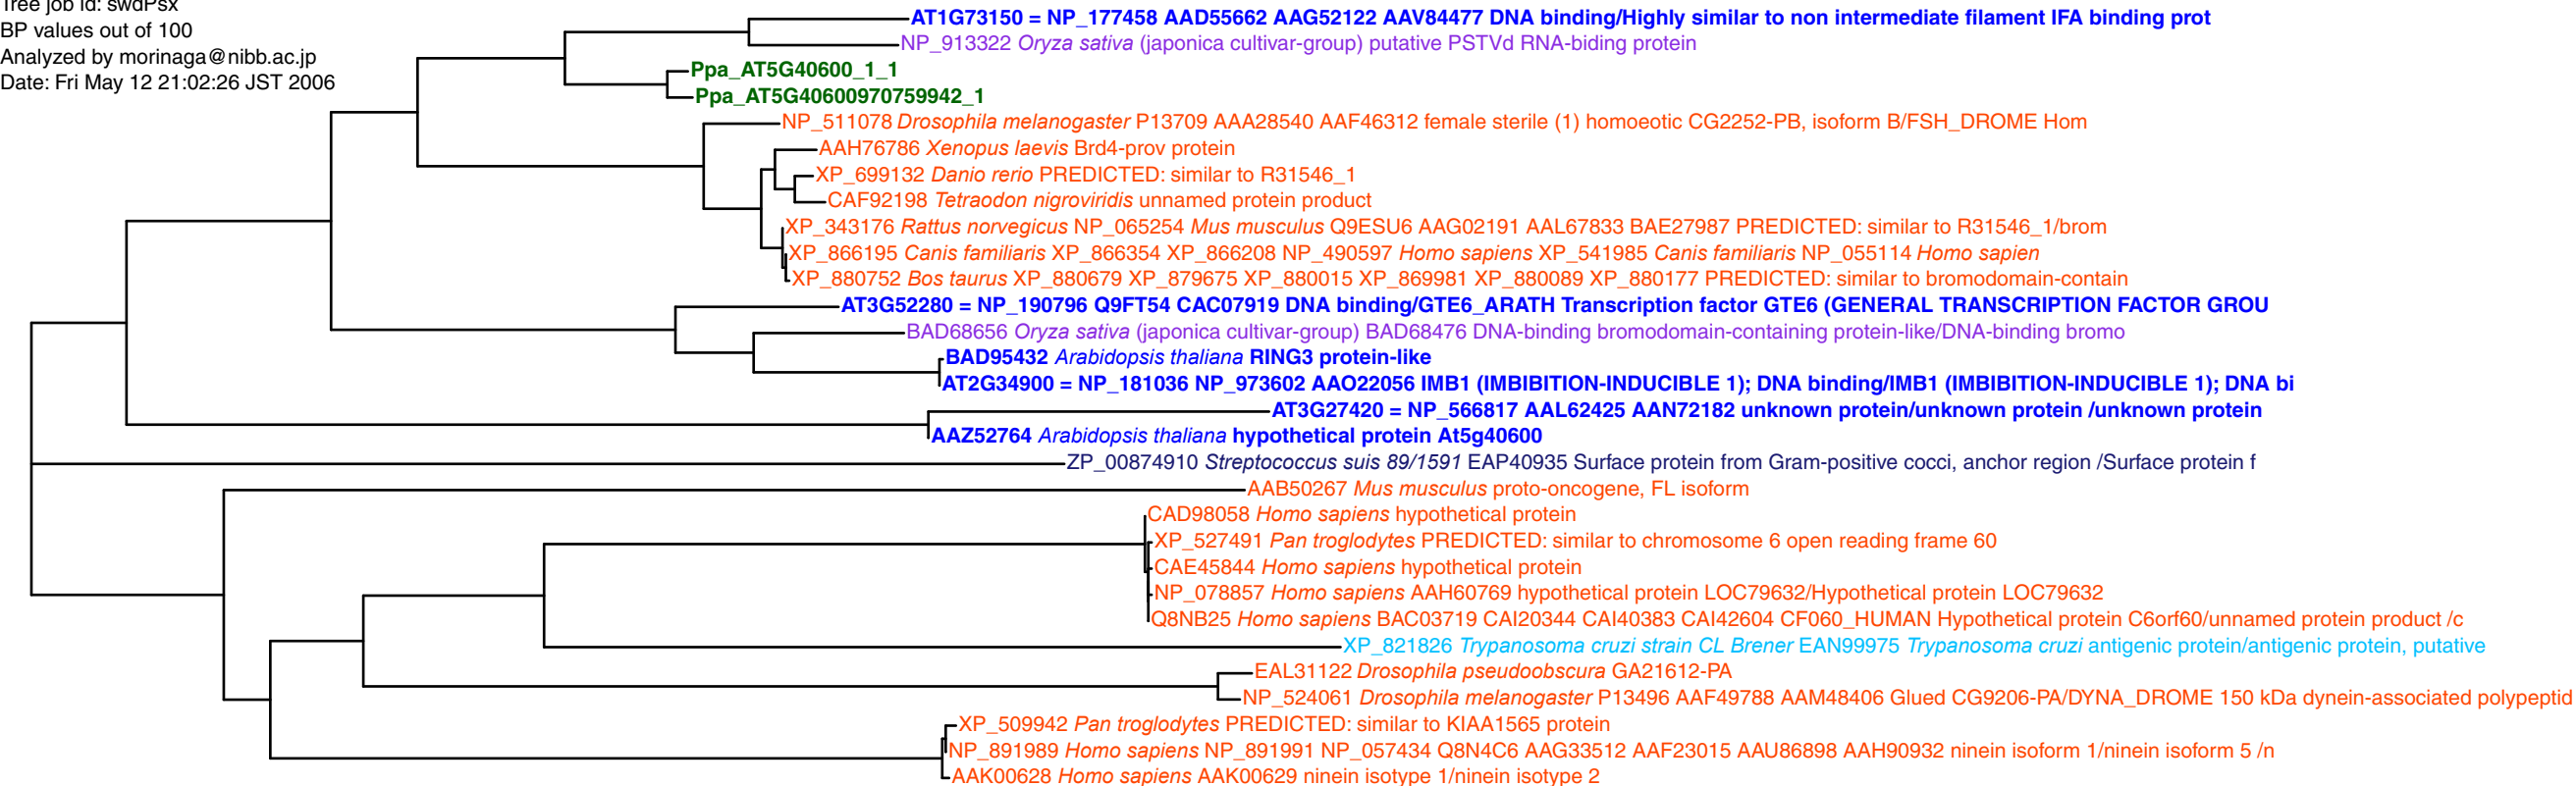 Tree job id: swdPsx
BP values out of 100
Analyzed by morinaga@nibb.ac.jp
Date: Fri May 12 21:02:26 JST 2006
AT1G73150 = NP_177458 AAD55662 AAG52122 AAV84477 DNA binding/Highly similar to non intermediate filament IFA binding prot
NP_913322 Oryza sativa (japonica cultivar-group) putative PSTVd RNA-biding protein
Ppa_AT5G40600_1_1
Ppa_AT5G40600970759942_1
NP_511078 Drosophila melanogaster P13709 AAA28540 AAF46312 female sterile (1) homoeotic CG2252-PB, isoform B/FSH_DROME Hom
AAH76786 Xenopus laevis Brd4-prov protein
XP_699132 Danio rerio PREDICTED: similar to R31546_1
CAF92198 Tetraodon nigroviridis unnamed protein product
XP_343176 Rattus norvegicus NP_065254 Mus musculus Q9ESU6 AAG02191 AAL67833 BAE27987 PREDICTED: similar to R31546_1/brom
XP_866195 Canis familiaris XP_866354 XP_866208 NP_490597 Homo sapiens XP_541985 Canis familiaris NP_055114 Homo sapien
XP_880752 Bos taurus XP_880679 XP_879675 XP_880015 XP_869981 XP_880089 XP_880177 PREDICTED: similar to bromodomain-contain
AT3G52280 = NP_190796 Q9FT54 CAC07919 DNA binding/GTE6_ARATH Transcription factor GTE6 (GENERAL TRANSCRIPTION FACTOR GROU
BAD68656 Oryza sativa (japonica cultivar-group) BAD68476 DNA-binding bromodomain-containing protein-like/DNA-binding bromo
BAD95432 Arabidopsis thaliana RING3 protein-like
AT2G34900 = NP_181036 NP_973602 AAO22056 IMB1 (IMBIBITION-INDUCIBLE 1); DNA binding/IMB1 (IMBIBITION-INDUCIBLE 1); DNA bi
AT3G27420 = NP_566817 AAL62425 AAN72182 unknown protein/unknown protein /unknown protein
AAZ52764 Arabidopsis thaliana hypothetical protein At5g40600
ZP_00874910 Streptococcus suis 89/1591 EAP40935 Surface protein from Gram-positive cocci, anchor region /Surface protein f
AAB50267 Mus musculus proto-oncogene, FL isoform
CAD98058 Homo sapiens hypothetical protein
XP_527491 Pan troglodytes PREDICTED: similar to chromosome 6 open reading frame 60
CAE45844 Homo sapiens hypothetical protein
NP_078857 Homo sapiens AAH60769 hypothetical protein LOC79632/Hypothetical protein LOC79632
Q8NB25 Homo sapiens BAC03719 CAI20344 CAI40383 CAI42604 CF060_HUMAN Hypothetical protein C6orf60/unnamed protein product /c
XP_821826 Trypanosoma cruzi strain CL Brener EAN99975 Trypanosoma cruzi antigenic protein/antigenic protein, putative
EAL31122 Drosophila pseudoobscura GA21612-PA
NP_524061 Drosophila melanogaster P13496 AAF49788 AAM48406 Glued CG9206-PA/DYNA_DROME 150 kDa dynein-associated polypeptid
XP_509942 Pan troglodytes PREDICTED: similar to KIAA1565 protein
NP_891989 Homo sapiens NP_891991 NP_057434 Q8N4C6 AAG33512 AAF23015 AAU86898 AAH90932 ninein isoform 1/ninein isoform 5 /n
AAK00628 Homo sapiens AAK00629 ninein isotype 1/ninein isotype 2